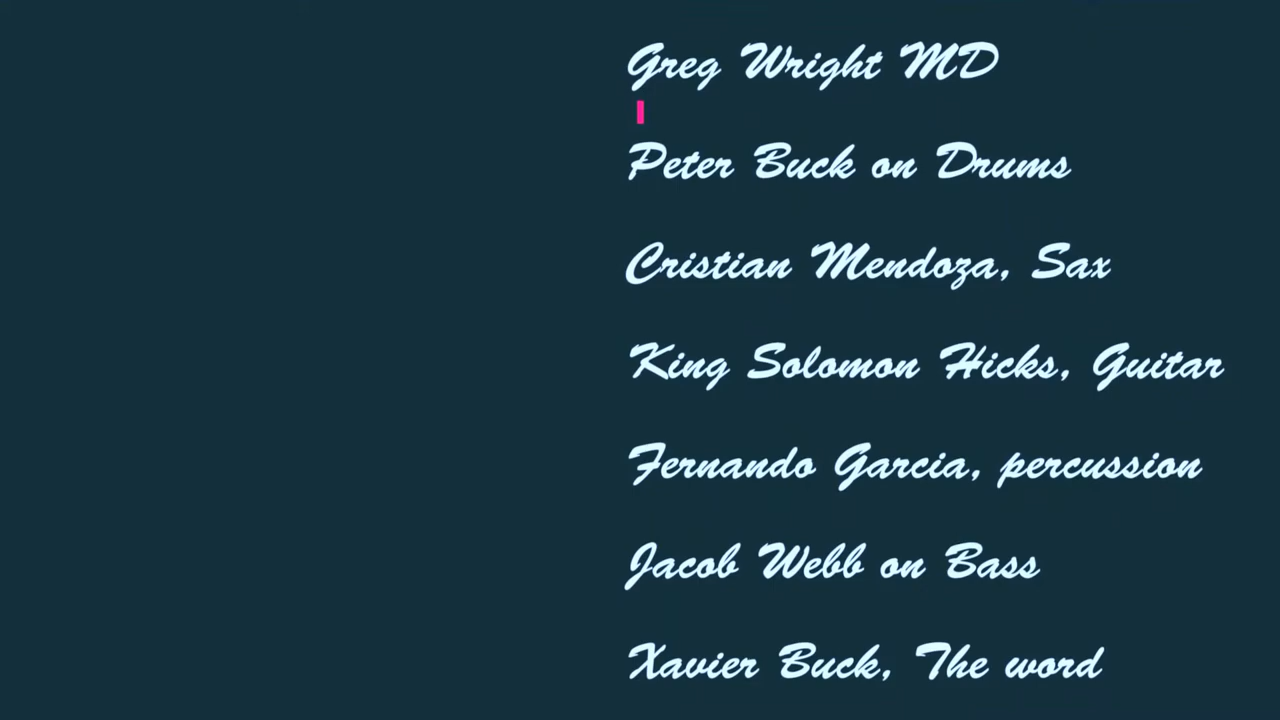 Greg Wright MD
Peter Buck on Drums
Cristian Mendoza, Sax
King Solomon Hicks, Guitar
Fernando Garcia, percussion
Jacob Webb on Bass
Xavier Buck, The word